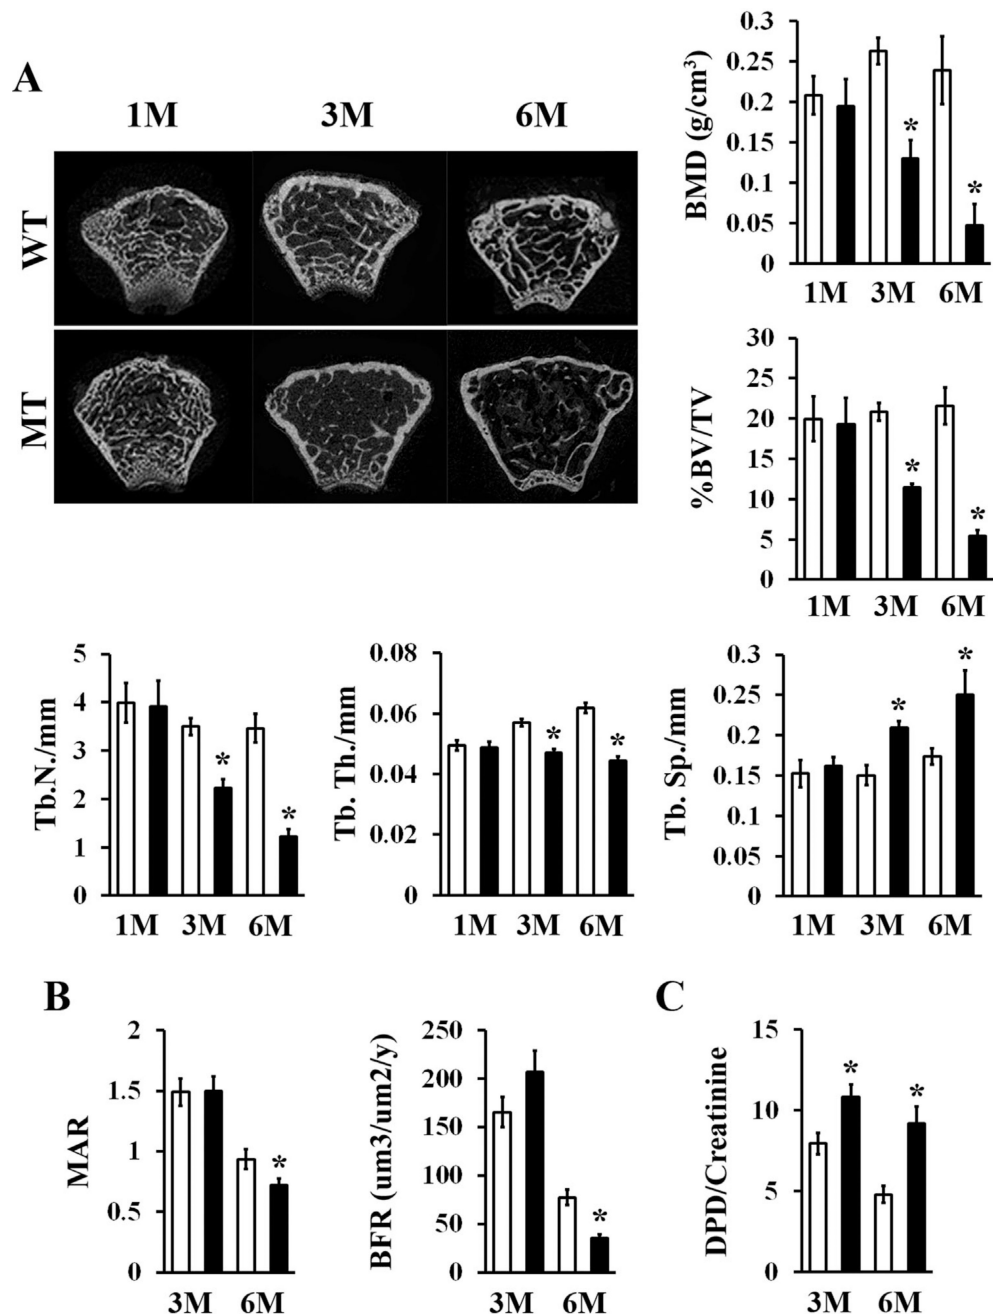 A
1M 3M 6M
WT
MT
BMD (g/cm³)
0.3
0.25
0.2
0.15
0.1
0.05
0
* *
1M 3M 6M
%BV/TV
30
25
20
15
10
5
0
* *
1M 3M 6M
Tb.N./mm
5
4
3
2
1
0
* *
1M 3M 6M
Tb. Th./mm
0.08
0.06
0.04
0.02
0
* *
1M 3M 6M
Tb. Sp./mm
0.3
0.25
0.2
0.15
0.1
0.05
0
* *
1M 3M 6M
B
MAR
2
1.5
1
0.5
0
*
3M 6M
BFR (um3/um2/y)
250
200
150
100
50
0
*
3M 6M
C
DPD/Creatinine
15
10
5
0
* *
3M 6M